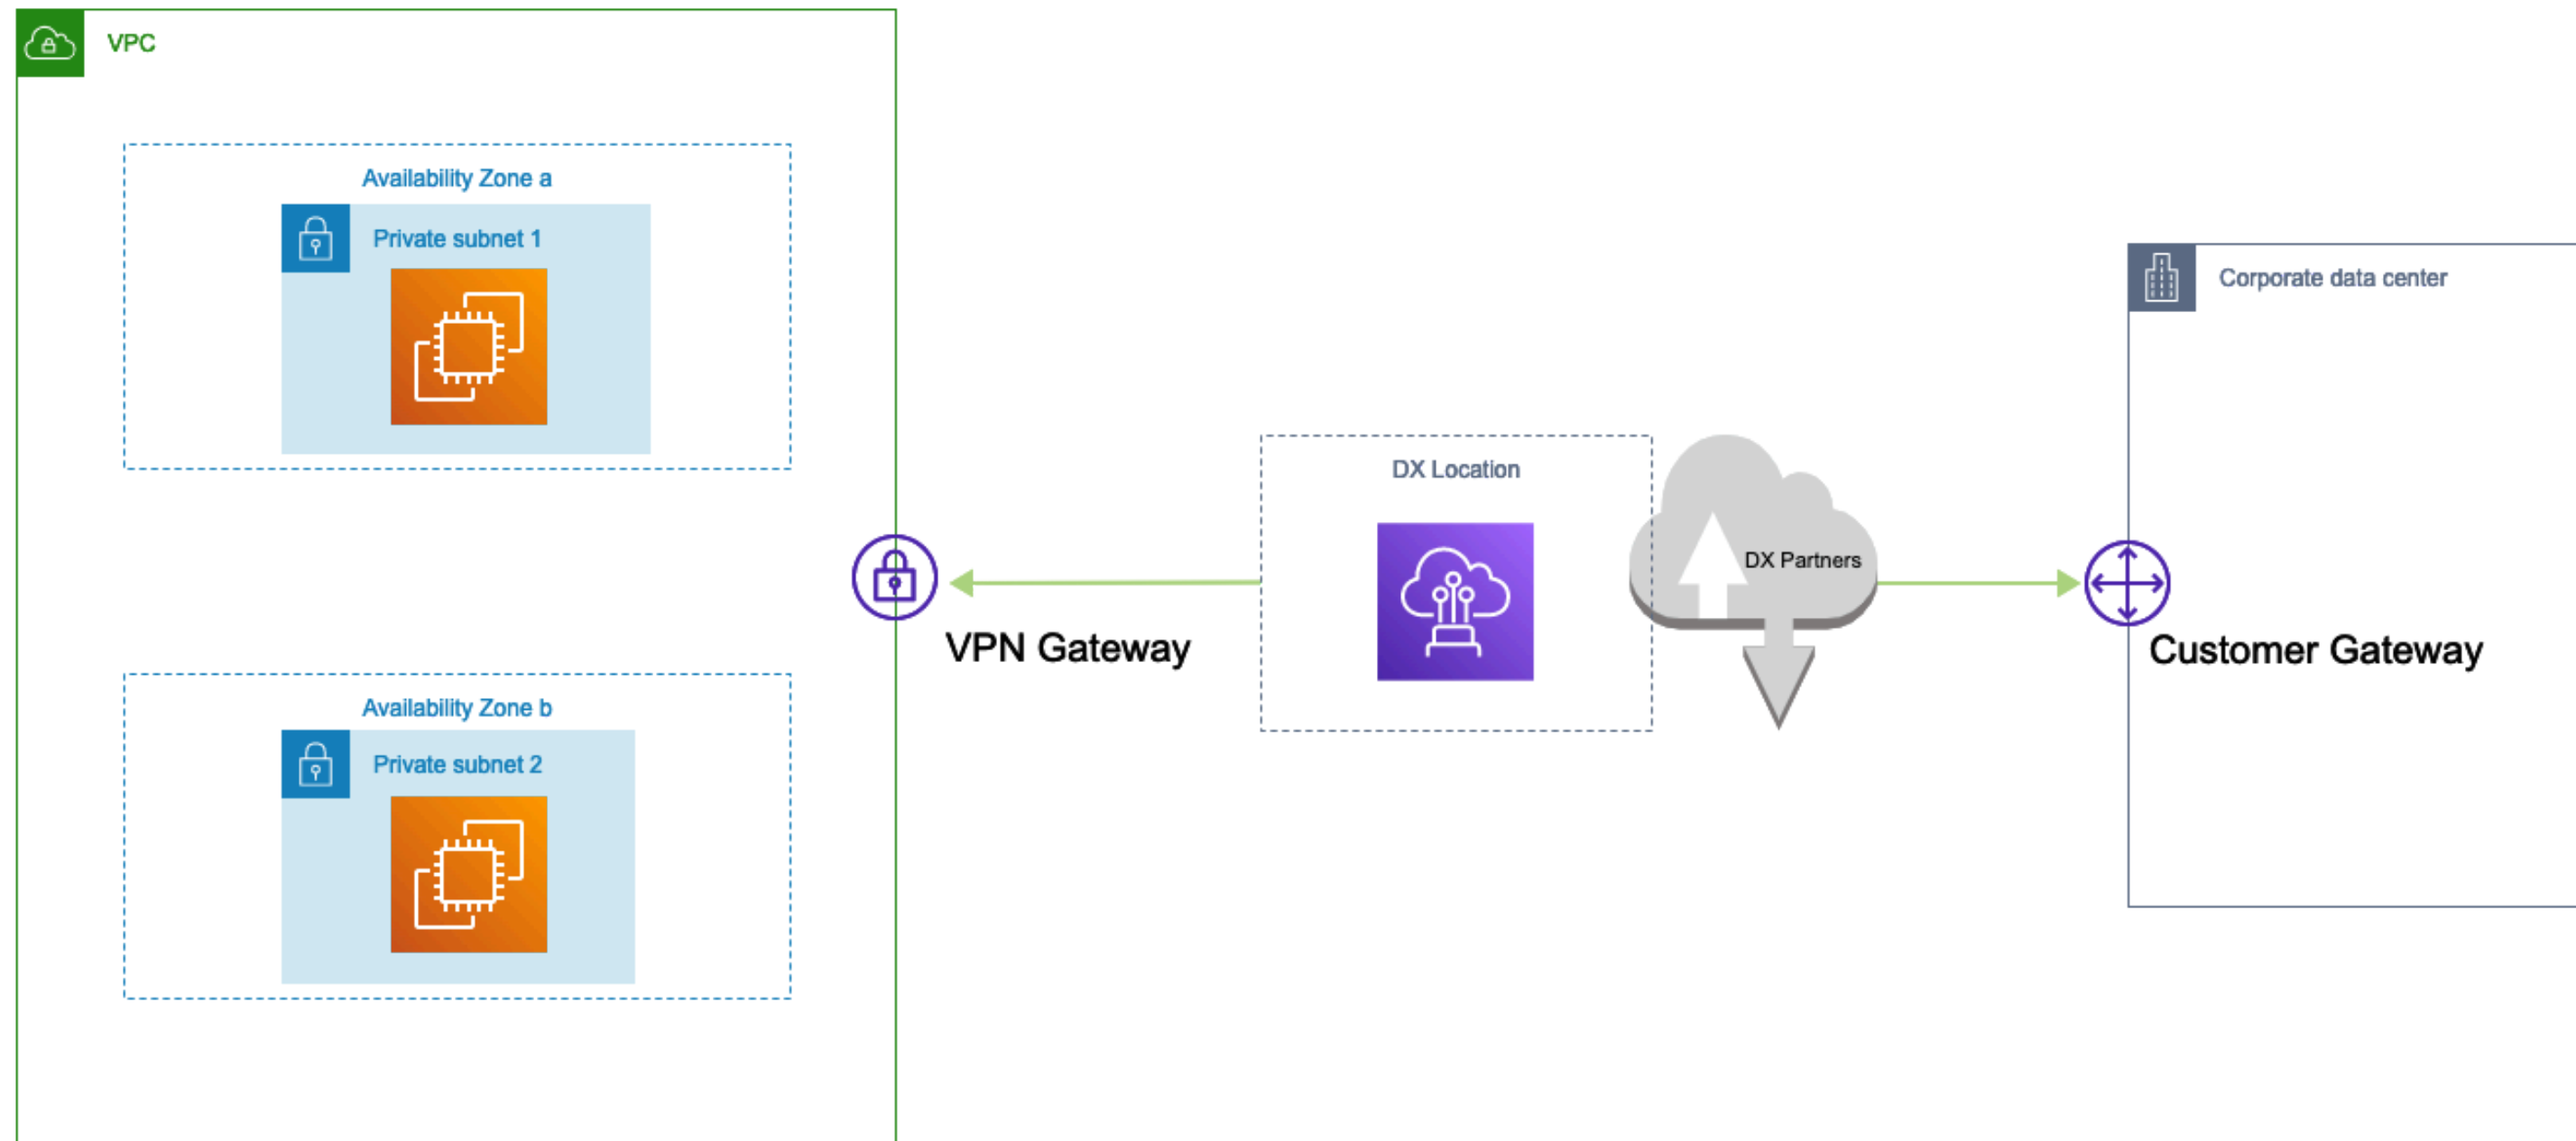 VPC
Availability Zone a
Private subnet 1
Availability Zone b
Private subnet 2
VPN Gateway
DX Location
DX Partners
Corporate data center
Customer Gateway